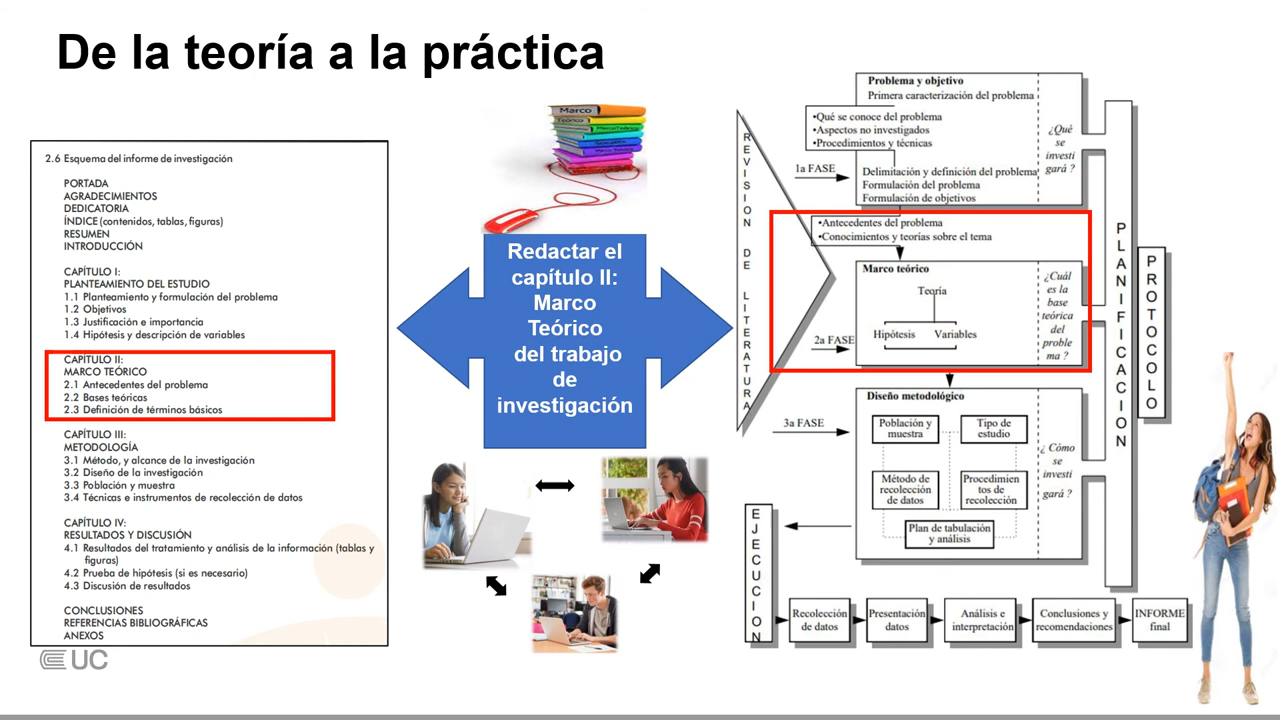 De la teoría a la práctica
2.6 Esquema del informe de investigación
PORTADA
AGRADECIMIENTOS
DEDICATORIA
ÍNDICE (contenidos, tablas, figuras)
RESUMEN
INTRODUCCIÓN
CAPÍTULO I:
PLANTEAMIENTO DEL ESTUDIO
1.1 Planteamiento y formulación del problema
1.2 Objetivos
1.3 Justificación e importancia
1.4 Hipótesis y descripción de variables
CAPÍTULO II:
MARCO TEÓRICO
2.1 Antecedentes del problema
2.2 Bases teóricas
2.3 Definición de términos básicos
CAPÍTULO III:
METODOLOGÍA
3.1 Método, y alcance de la investigación
3.2 Diseño de la investigación
3.3 Población y muestra
3.4 Técnicas e instrumentos de recolección de datos
CAPÍTULO IV:
RESULTADOS Y DISCUSIÓN
4.1 Resultados del tratamiento y análisis de la información (tablas y
figuras)
4.2 Prueba de hipótesis (si es necesario)
4.3 Discusión de resultados
CONCLUSIONES
REFERENCIAS BIBLIOGRÁFICAS
ANEXOS
UC
Marco
Teórico
Redactar el
capítulo II:
Marco
Teórico
del trabajo
de
investigación
REVISION DE LITERATURA
1a FASE
Problema y objetivo
Primera caracterización del problema
•Qué se conoce del problema
•Aspectos no investigados
•Procedimientos y técnicas
Delimitación y definición del problema
Formulación del problema
Formulación de objetivos
¿Qué
se
investi
gará ?
•Antecedentes del problema
•Conocimientos y teorías sobre el tema
2a FASE
Marco teórico
Teoría
Hipótesis Variables
¿Cuál
es la
base
teórica
del
proble
ma ?
3a FASE
Diseño metodológico
Población y
muestra
Tipo de
estudio
Método de
recolección
de datos
Procedimien
tos de
recolección
Plan de tabulación
y análisis
¿ Cómo
se
investi
gará ?
PLANIFICACION
PROTOCOLO
EJECUCION
Recolección
de datos
Presentación
datos
Análisis e
interpretación
Conclusiones y
recomendaciones
INFORME
final